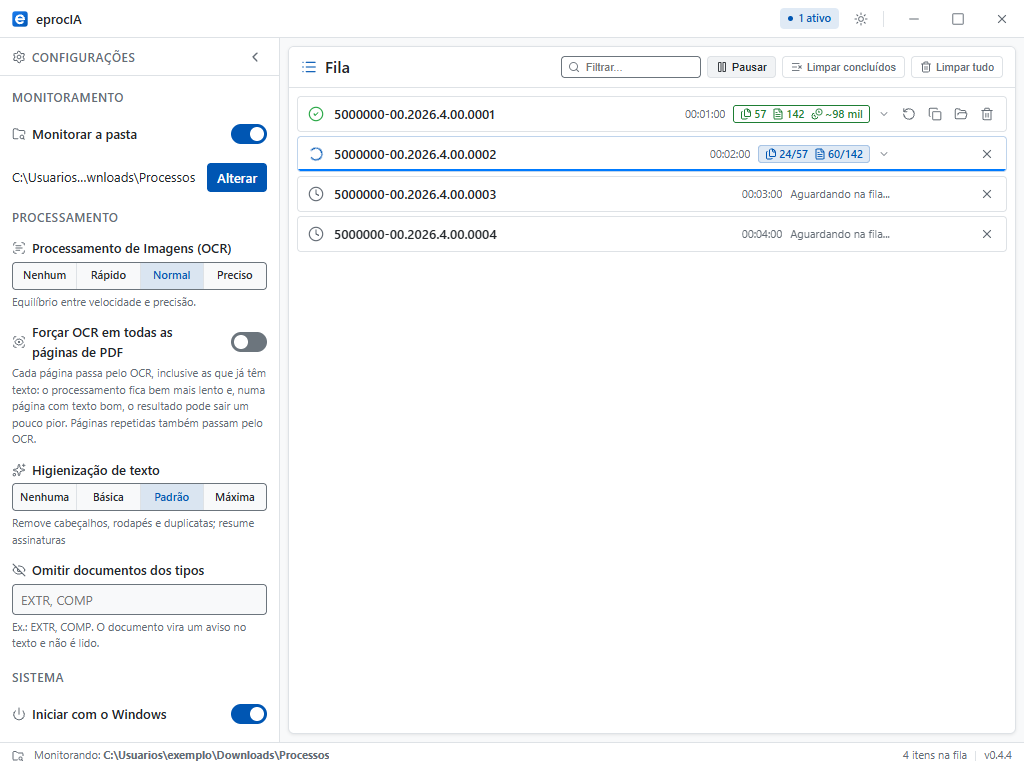 eprocIA
1 ativo
CONFIGURAÇÕES
MONITORAMENTO
Monitorar a pasta
C:\Usuarios...wnloads\Processos
Alterar
PROCESSAMENTO
Processamento de Imagens (OCR)
Nenhum Rápido Normal Preciso
Equilíbrio entre velocidade e precisão.
Forçar OCR em todas as
páginas de PDF
Cada página passa pelo OCR, inclusive as que já têm
texto: o processamento fica bem mais lento e, numa
página com texto bom, o resultado pode sair um
pouco pior. Páginas repetidas também passam pelo
OCR.
Higienização de texto
Nenhuma Básica Padrão Máxima
Remove cabeçalhos, rodapés e duplicatas; resume
assinaturas
Omitir documentos dos tipos
EXTR, COMP
Ex.: EXTR, COMP. O documento vira um aviso no
texto e não é lido.
SISTEMA
Iniciar com o Windows
Fila
Filtrar...
Pausar
Limpar concluídos
Limpar tudo
5000000-00.2026.4.00.0001 00:01:00 57 142 ~98 mil
5000000-00.2026.4.00.0002 00:02:00 24/57 60/142
5000000-00.2026.4.00.0003 00:03:00 Aguardando na fila...
5000000-00.2026.4.00.0004 00:04:00 Aguardando na fila...
Monitorando: C:\Usuarios\exemplo\Downloads\Processos
4 itens na fila
v0.4.4